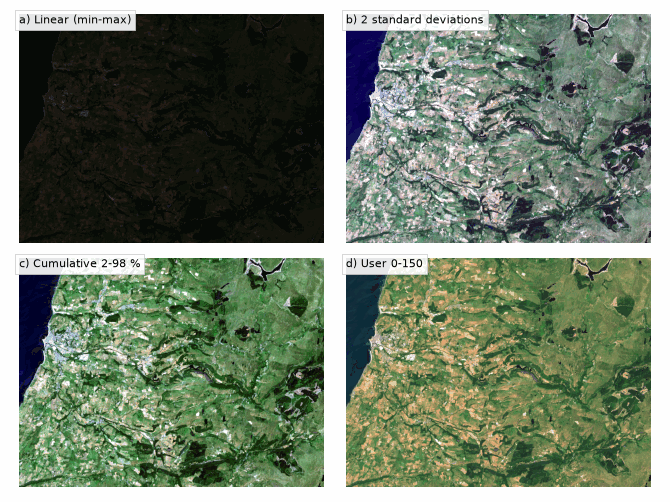 a) Linear (min-max)
b) 2 standard deviations
c) Cumulative 2-98 %
d) User 0-150